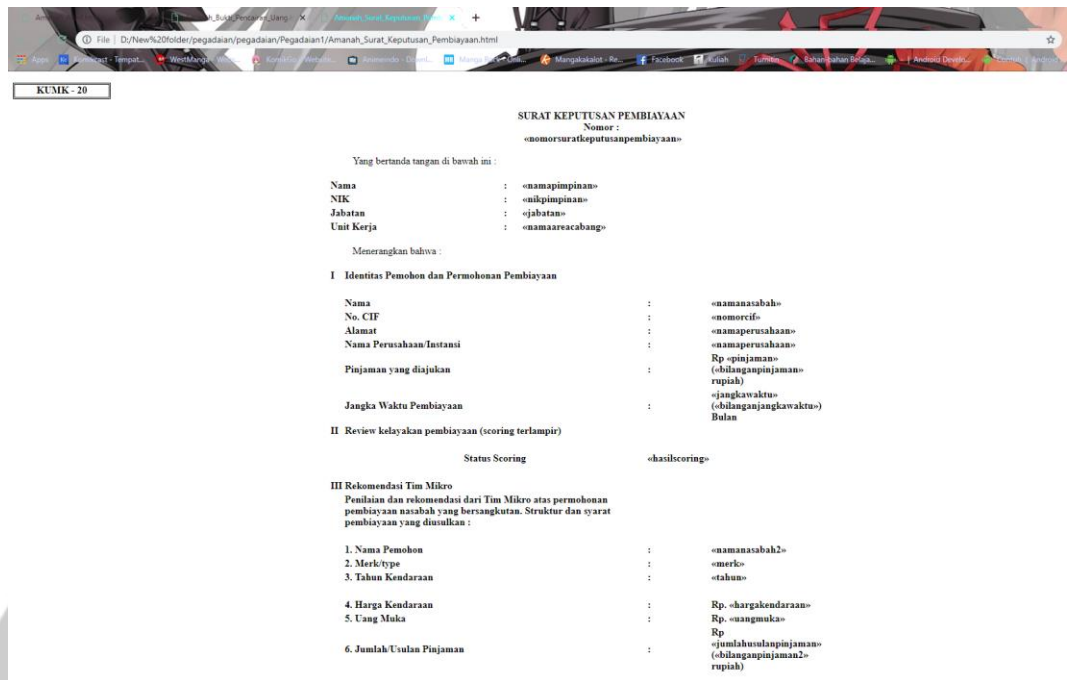 Amanah_Surat_Keputusan_Pemb
File | D:/New%20folder/pegadaian/pegadaian/Pegadaian1/Amanah_Surat_Keputusan_Pembiayaan.html
Apps
Facebook
Kuliah
Turnitin
KUMK - 20
SURAT KEPUTUSAN PEMBIAYAAN
Nomor :
«nomorsuratkeputusanpembiayaan»
Yang bertanda tangan di bawah ini :
Nama : «namapimpinan»
NIK : «nikpimpinan»
Jabatan : «jabatan»
Unit Kerja : «namaareacabang»
Menerangkan bahwa :
I Identitas Pemohon dan Permohonan Pembiayaan
Nama : «namanasabah»
No. CIF : «nomorcif»
Alamat : «namaperusahaan»
Nama Perusahaan/Instansi : «namaperusahaan»
Rp «pinjaman»
Pinjaman yang diajukan : («bilanganpinjaman»
rupiah)
«jangkawaktu»
Jangka Waktu Pembiayaan : («bilanganjangkawaktu»)
Bulan
II Review kelayakan pembiayaan (scoring terlampir)
Status Scoring «hasilscoring»
III Rekomendasi Tim Mikro
Penilaian dan rekomendasi dari Tim Mikro atas permohonan
pembiayaan nasabah yang bersangkutan. Struktur dan syarat
pembiayaan yang diusulkan :
1. Nama Pemohon : «namanasabah2»
2. Merk/type : «merk»
3. Tahun Kendaraan : «tahun»
4. Harga Kendaraan : Rp. «hargakendaraan»
5. Uang Muka : Rp. «uangmuka»
Rp
«jumlahusulanpinjaman»
6. Jumlah/Usulan Pinjaman : («bilanganpinjaman2»
rupiah)